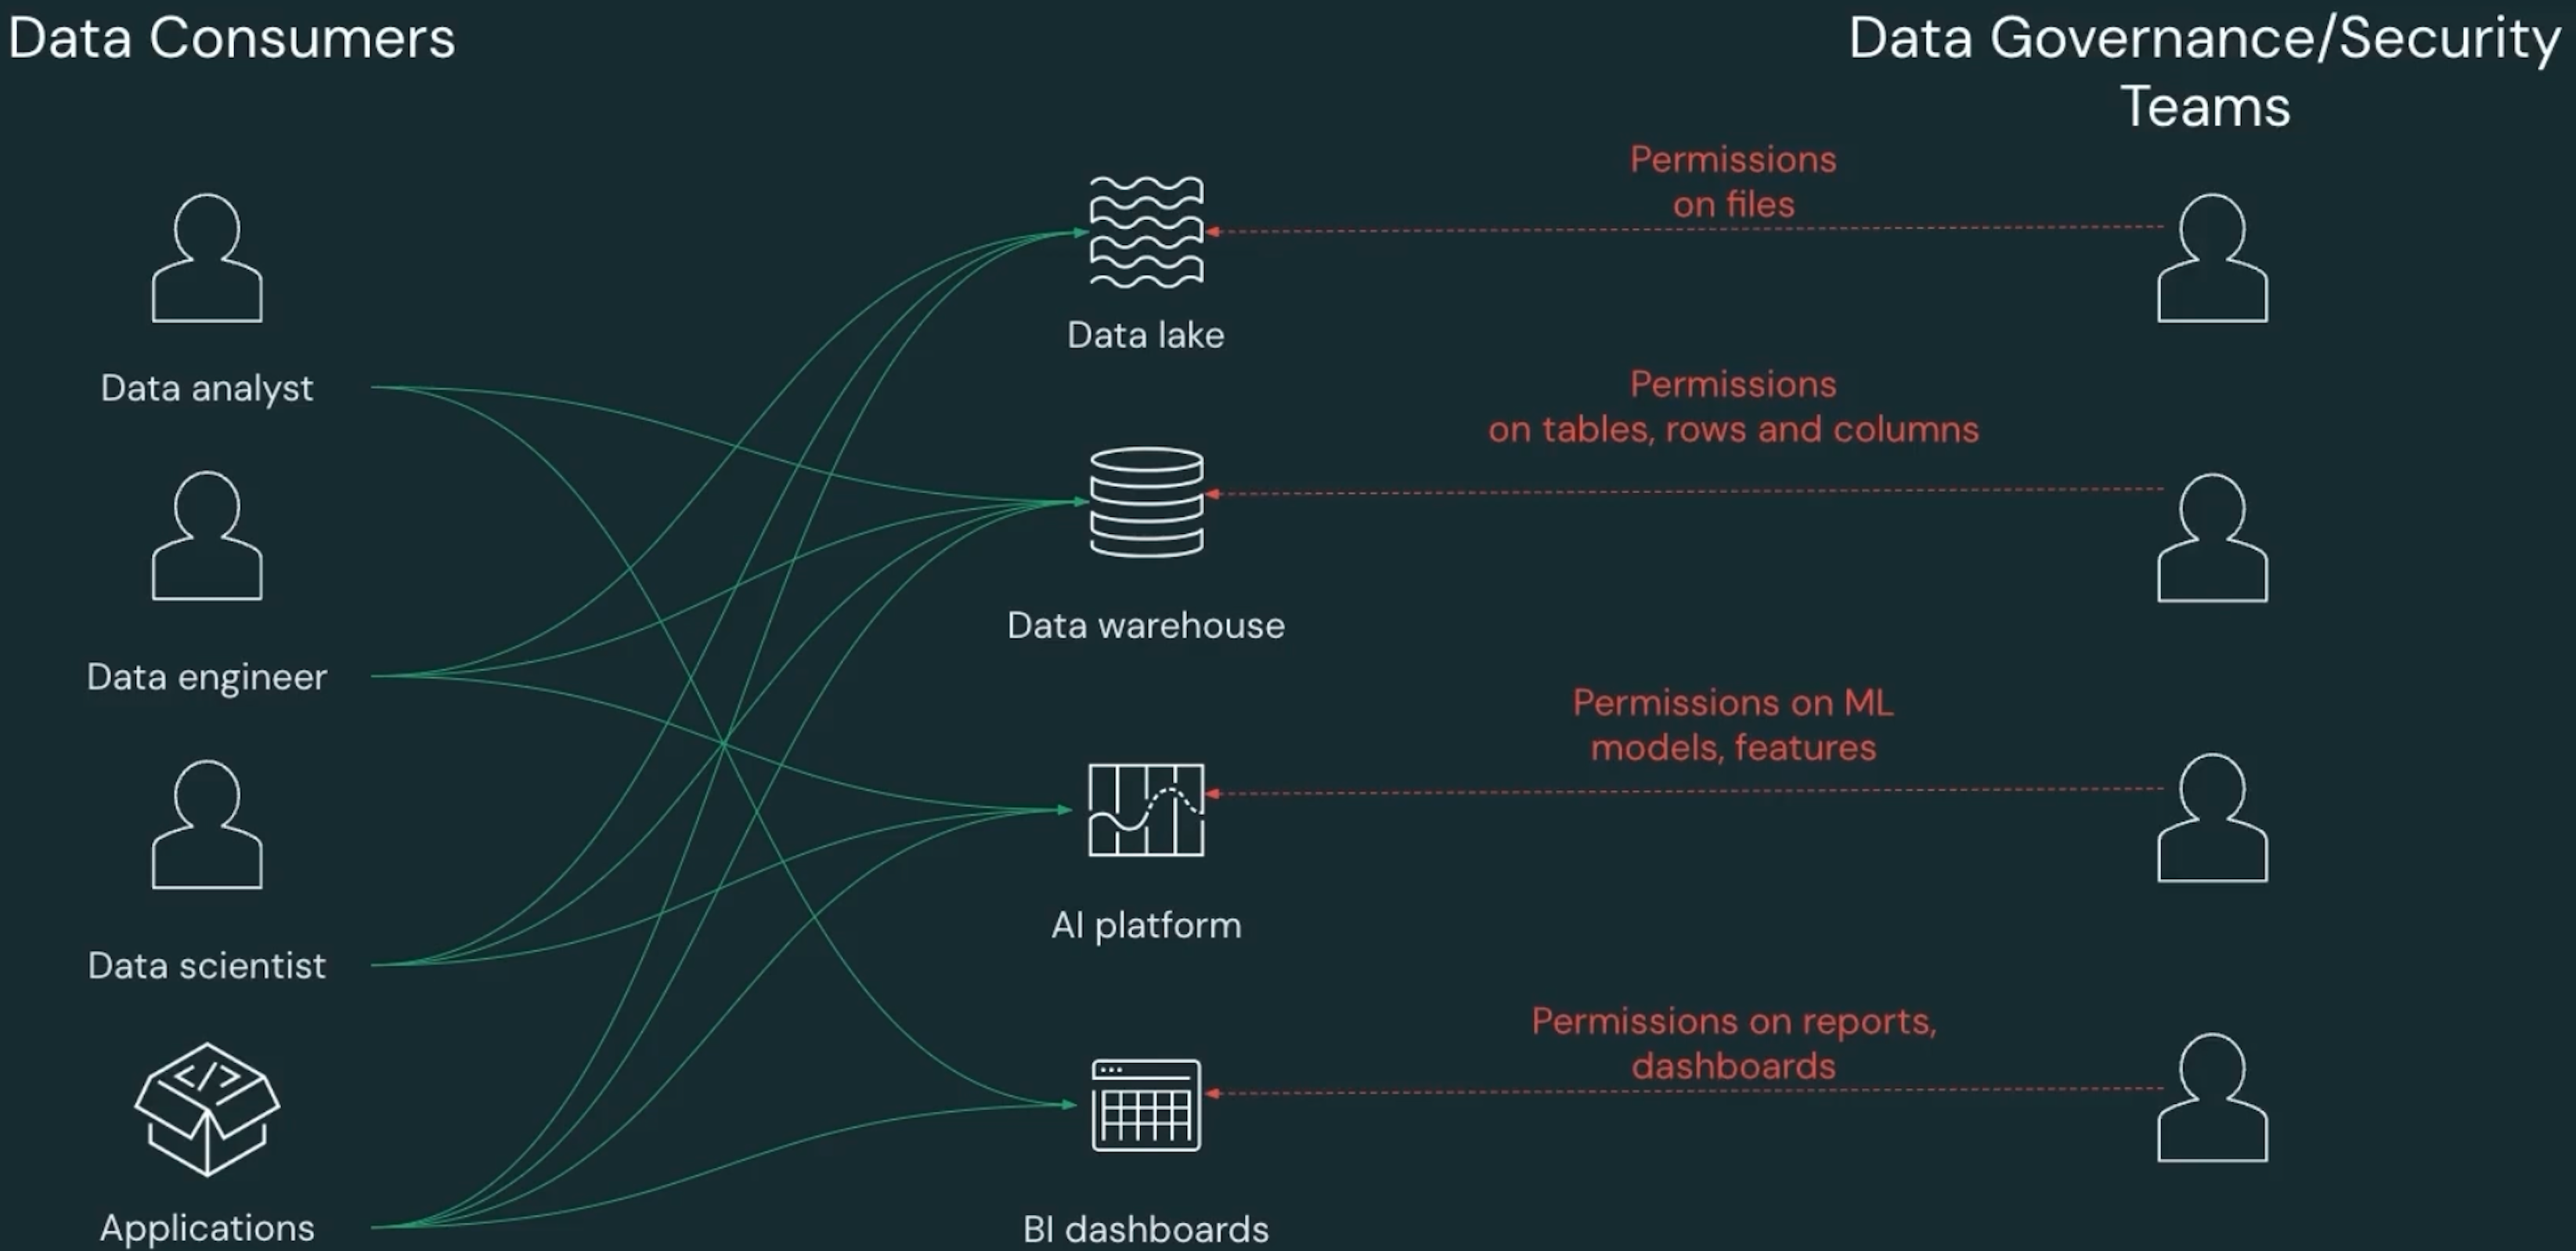 Data Consumers
Data Governance/Security
Teams
Permissions
on files
Data lake
Data analyst
Permissions
on tables, rows and columns
Data warehouse
Data engineer
Permissions on ML
models, features
AI platform
Data scientist
Permissions on reports,
dashboards
</>
Applications
BI dashboards